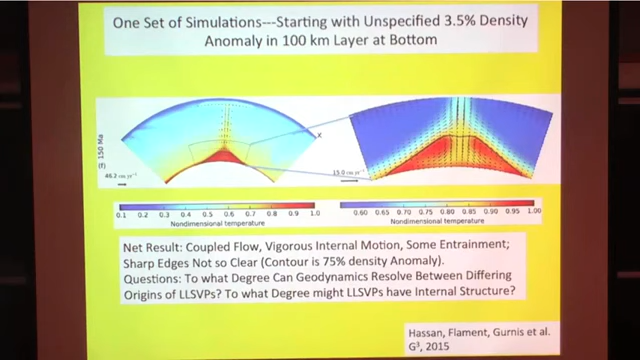 One Set of Simulations---Starting with Unspecified 3.5% Density
Anomaly in 100 km Layer at Bottom
150 Ma
46.2 cm yr⁻¹
x
15.0 cm yr⁻¹
0.1 0.2 0.3 0.4 0.5 0.6 0.7 0.8 0.9 1.0
Nondimensional temperature
0.60 0.65 0.70 0.75 0.80 0.85 0.90 0.95 1.00
Nondimensional temperature
Net Result: Coupled Flow, Vigorous Internal Motion, Some Entrainment;
Sharp Edges Not so Clear (Contour is 75% density Anomaly).
Questions: To what Degree Can Geodynamics Resolve Between Differing
Origins of LLSVPs? To what Degree might LLSVPs have Internal Structure?
Hassan, Flament, Gurnis et al.
G³, 2015